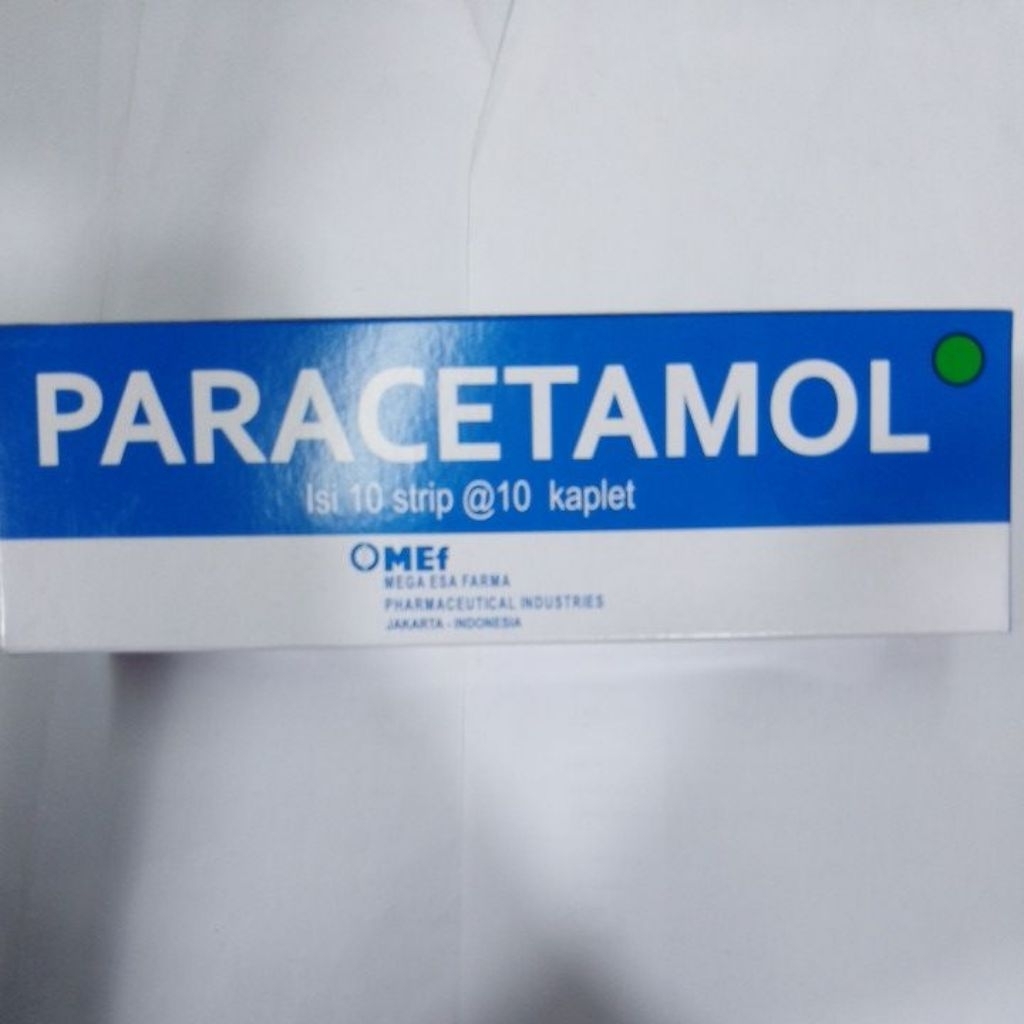 PARACETAMOL
Isi 10 strip @10 kaplet
MEf
MEGA ESA FARMA
PHARMACEUTICAL INDUSTRIES
JAKARTA - INDONESIA